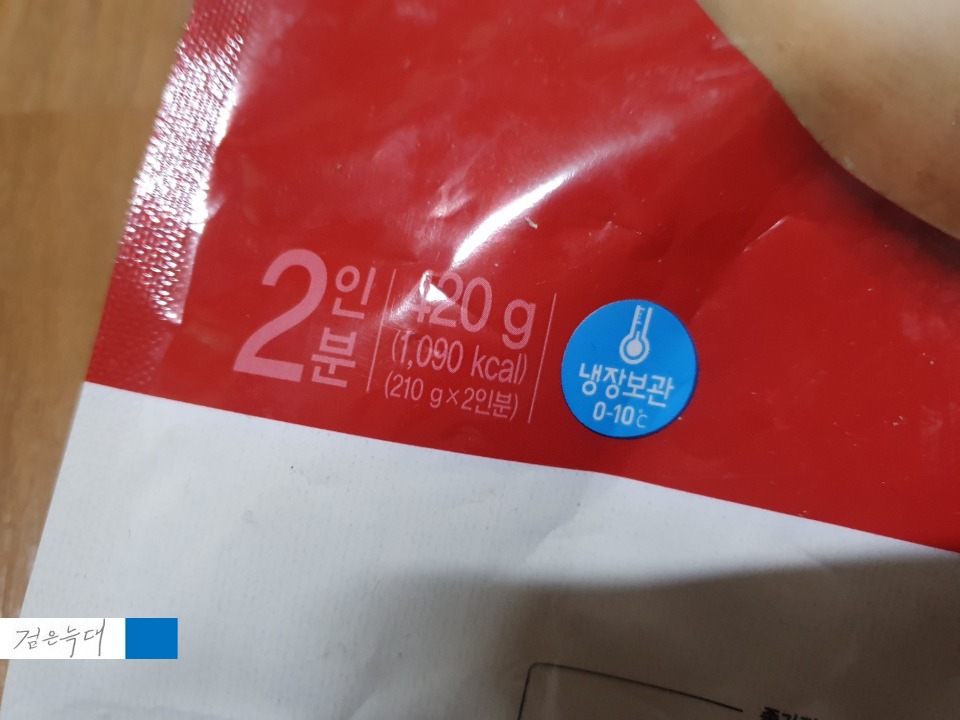 2인분
420 g
(1,090 kcal)
(210 g×2인분)
냉장보관
0-10℃
검은늑대